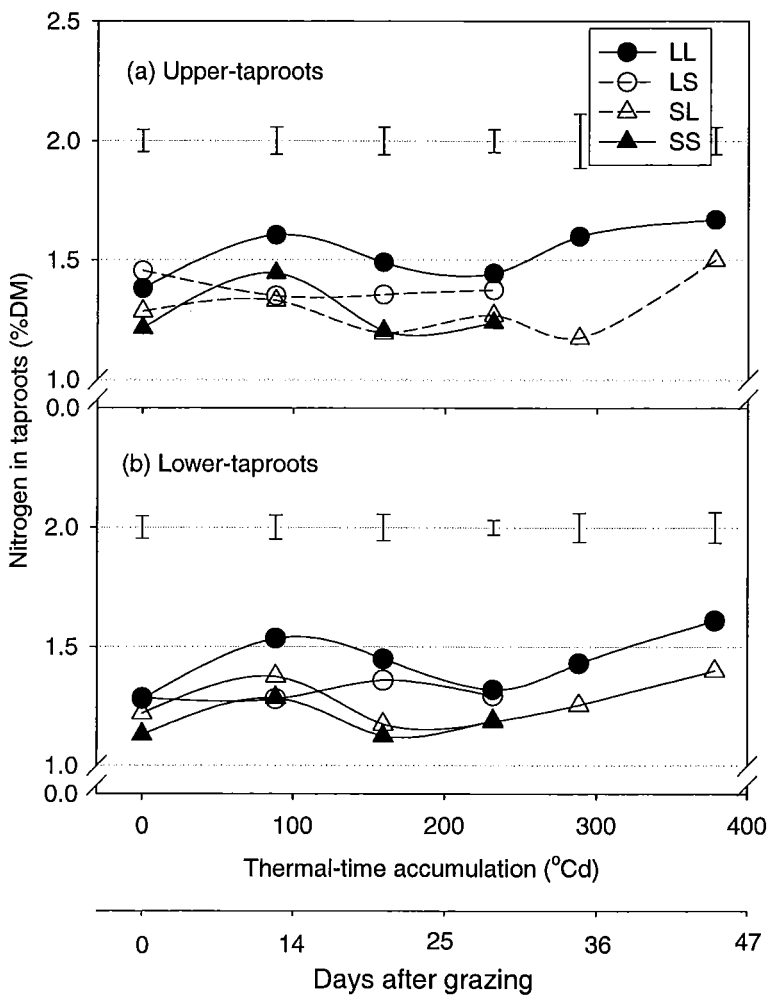 Nitrogen in taproots (%DM)
2.5
(a) Upper-taproots
LL
LS
SL
SS
2.0
1.5
1.0
0.0
(b) Lower-taproots
2.0
1.5
1.0
0.0
0 100 200 300 400
Thermal-time accumulation (°Cd)
0 14 25 36 47
Days after grazing